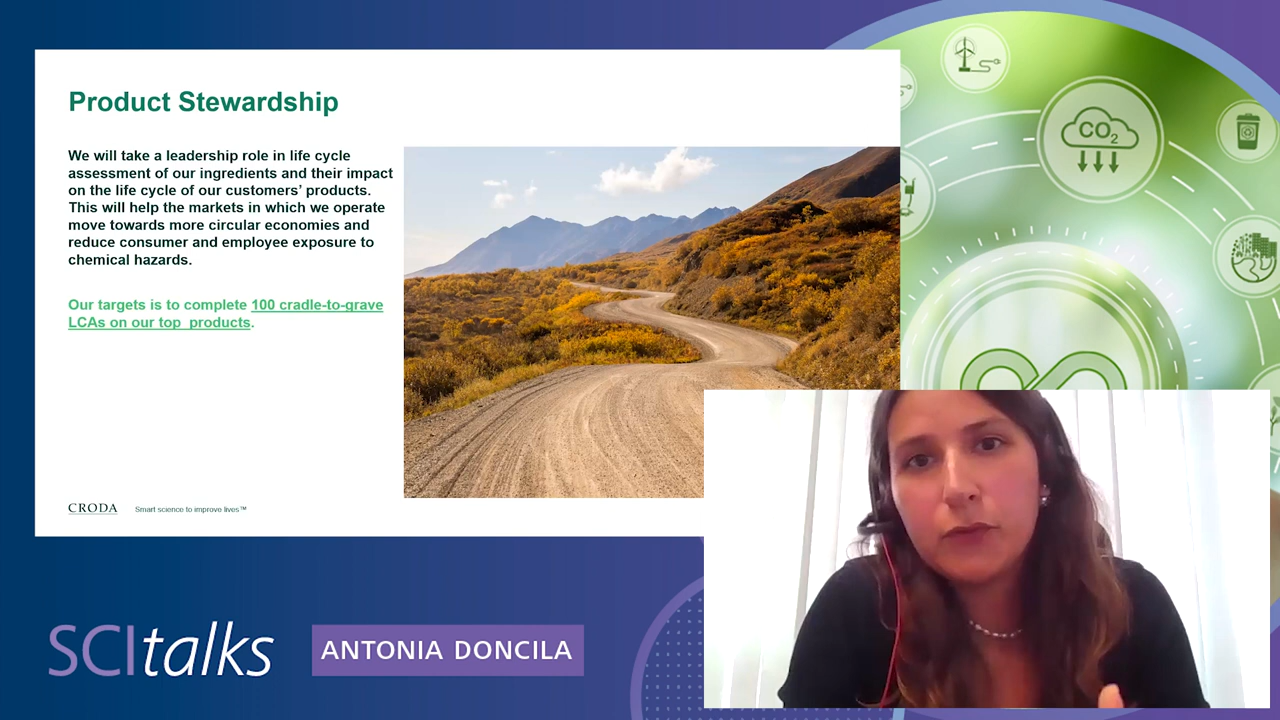 Product Stewardship
We will take a leadership role in life cycle
assessment of our ingredients and their impact
on the life cycle of our customers’ products.
This will help the markets in which we operate
move towards more circular economies and
reduce consumer and employee exposure to
chemical hazards.
Our targets is to complete 100 cradle-to-grave
LCAs on our top  products.
CRODA
Smart science to improve lives™
CO₂
SCItalks
ANTONIA DONCILA